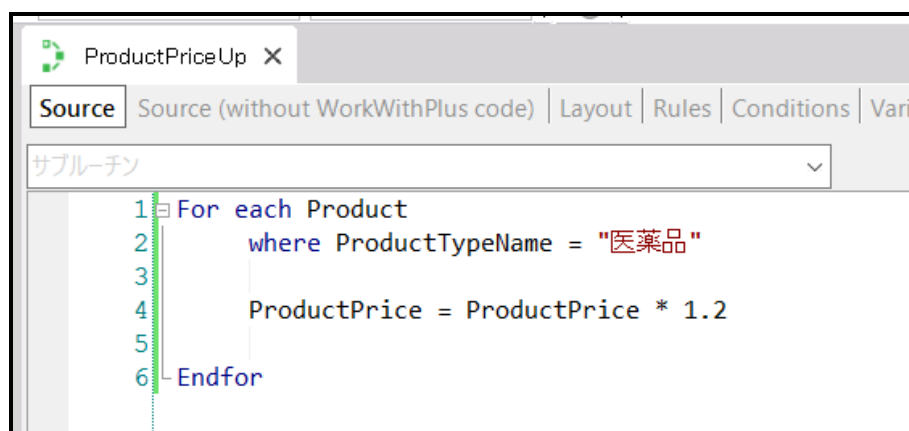 ProductPriceUp ×
Source Source (without WorkWithPlus code) Layout Rules Conditions Vari
サブルーチン
1 For each Product
2 where ProductTypeName = "医薬品"
3
4 ProductPrice = ProductPrice * 1.2
5
6 Endfor